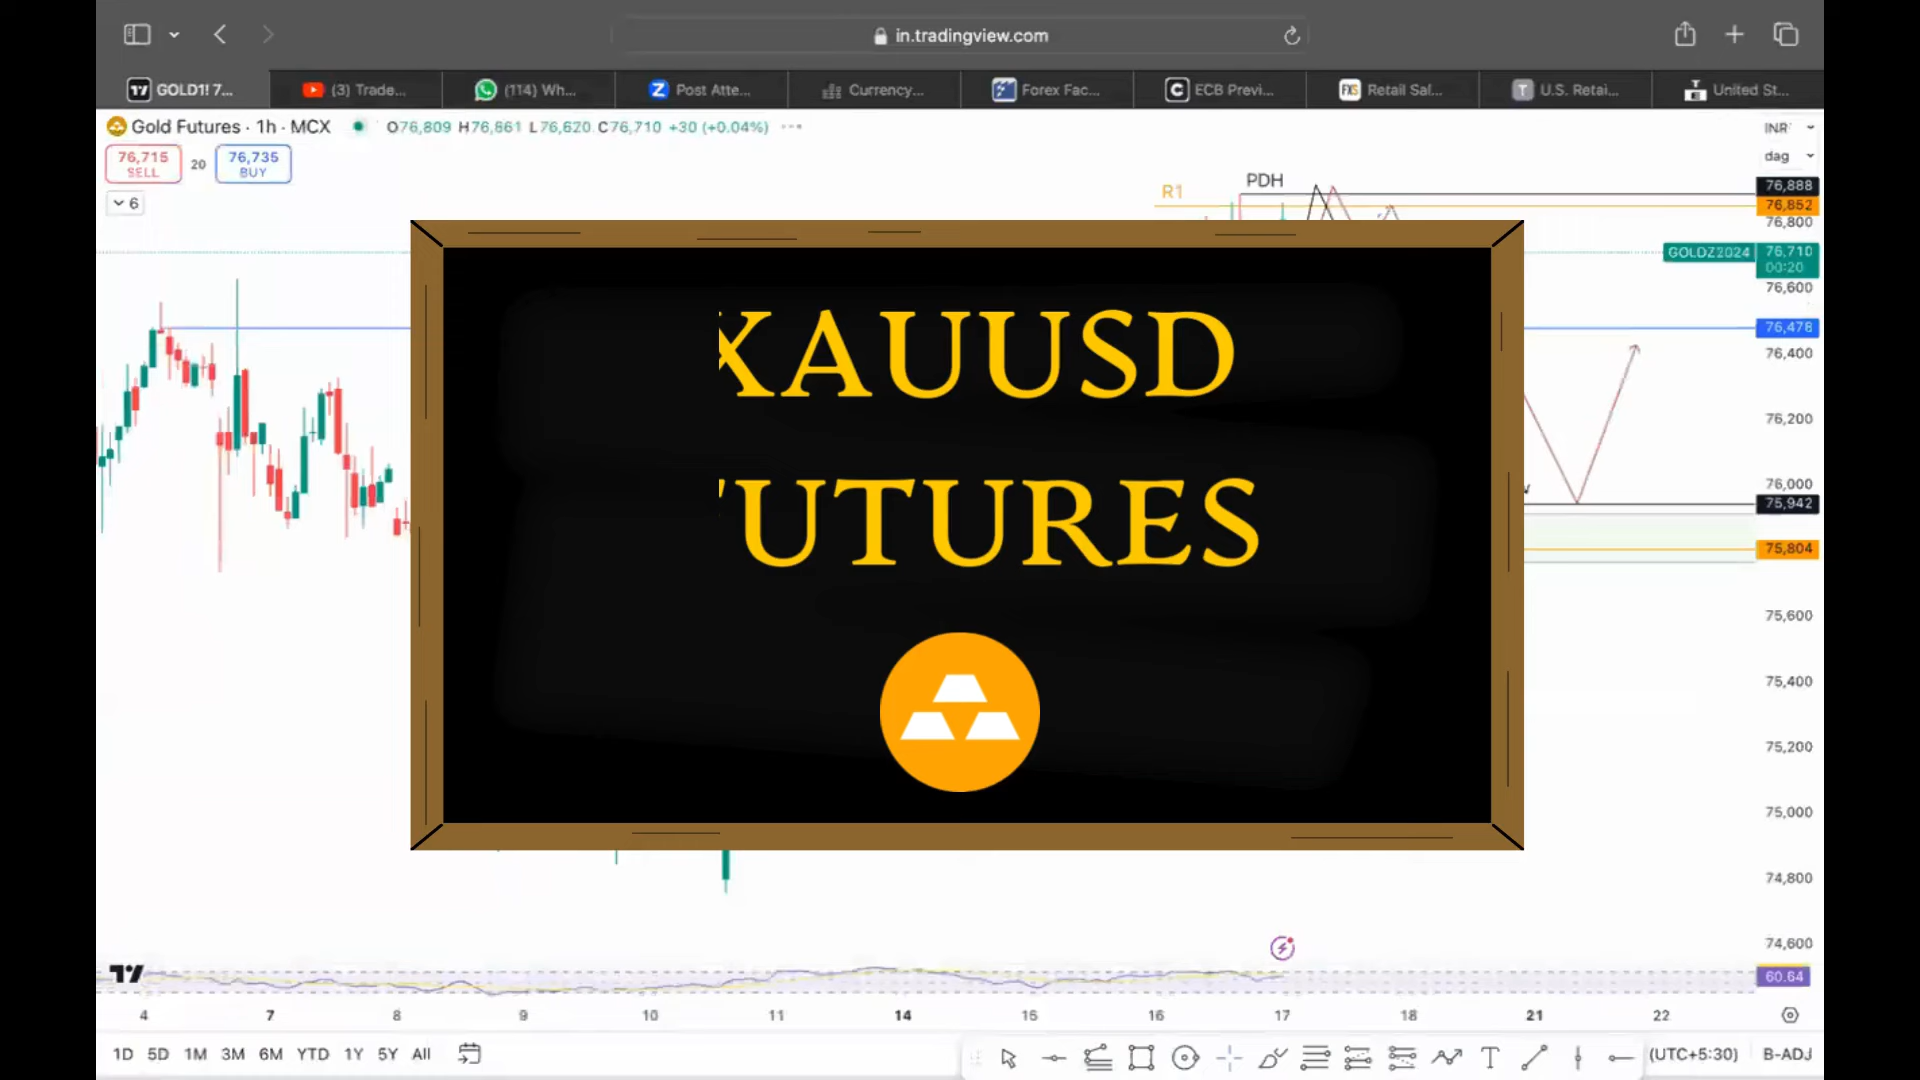 in.tradingview.com
GOLD1! 7...
(3) Trade...
(114) Wh...
Post Atte...
Currency...
Forex Fac...
ECB Previ...
Retail Sal...
U.S. Retai...
United St...
Gold Futures · 1h · MCX
O76,809 H76,861 L76,620 C76,710 +30 (+0.04%)
INR
76,715
SELL
20
76,735
BUY
dag
6
R1
PDH
76,888
76,852
76,800
GOLDZ2024
76,710
00:20
76,600
76,478
76,400
76,200
76,000
75,942
75,804
75,600
75,400
75,200
75,000
74,800
74,600
XAUUSD
FUTURES
60.64
4 7 8 9 10 11 14 15 16 17 18 21 22
1D 5D 1M 3M 6M YTD 1Y 5Y All
(UTC+5:30) B-ADJ